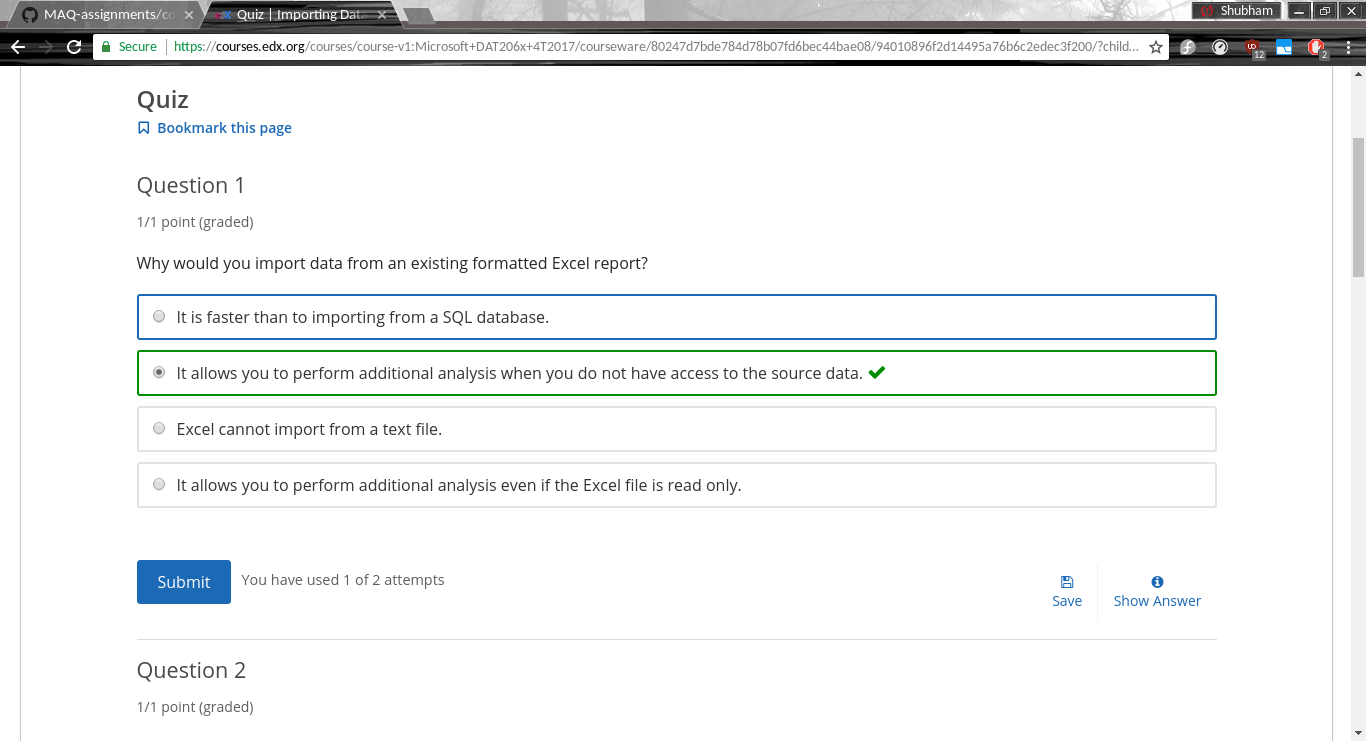 MAQ-assignments/co
Quiz | Importing Data
Shubham
Secure
https://courses.edx.org/courses/course-v1:Microsoft+DAT206x+4T2017/courseware/80247d7bde784d78b07fd6bec44bae08/94010896f2d14495a76b6c2edec3f200/?child...
12
2
Quiz
Bookmark this page
Question 1
1/1 point (graded)
Why would you import data from an existing formatted Excel report?
It is faster than to importing from a SQL database.
It allows you to perform additional analysis when you do not have access to the source data.
Excel cannot import from a text file.
It allows you to perform additional analysis even if the Excel file is read only.
Submit
You have used 1 of 2 attempts
Save
Show Answer
Question 2
1/1 point (graded)